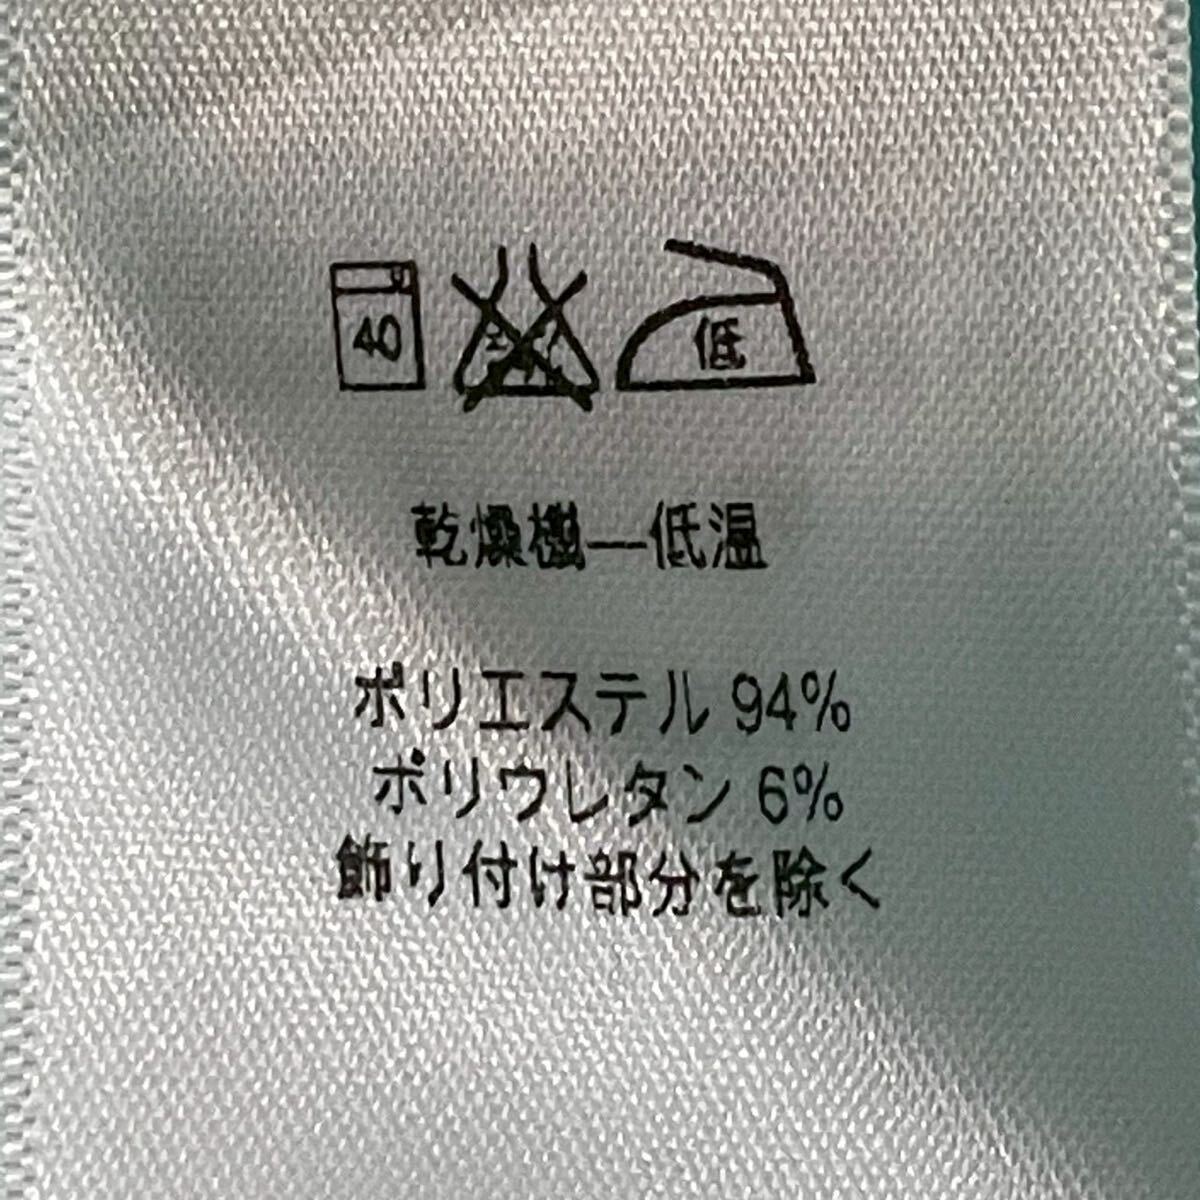 40 低
乾燥機—低温
ポリエステル 94%
ポリウレタン 6%
飾り付け部分を除く